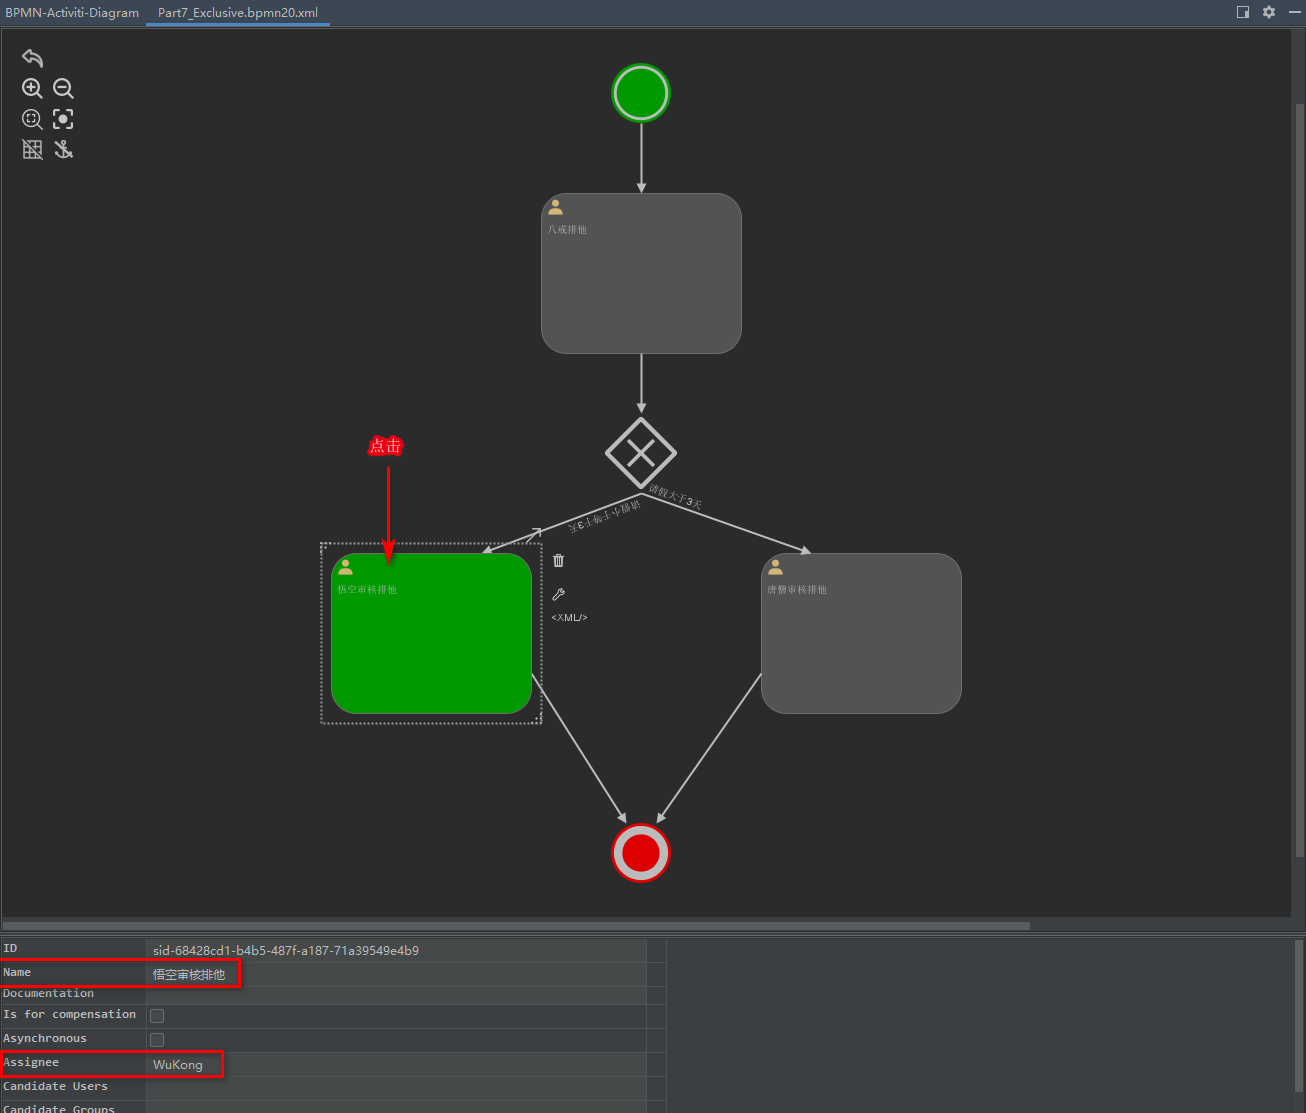 BPMN-Activiti-Diagram
Part7_Exclusive.bpmn20.xml
八戒排他
点击
请假大于3天
请假小于等于3天
<XML/>
悟空审核排他
唐僧审核排他
ID
sid-68428cd1-b4b5-487f-a187-71a39549e4b9
Name
悟空审核排他
Documentation
Is for compensation
Asynchronous
Assignee
WuKong
Candidate Users
Candidate Groups